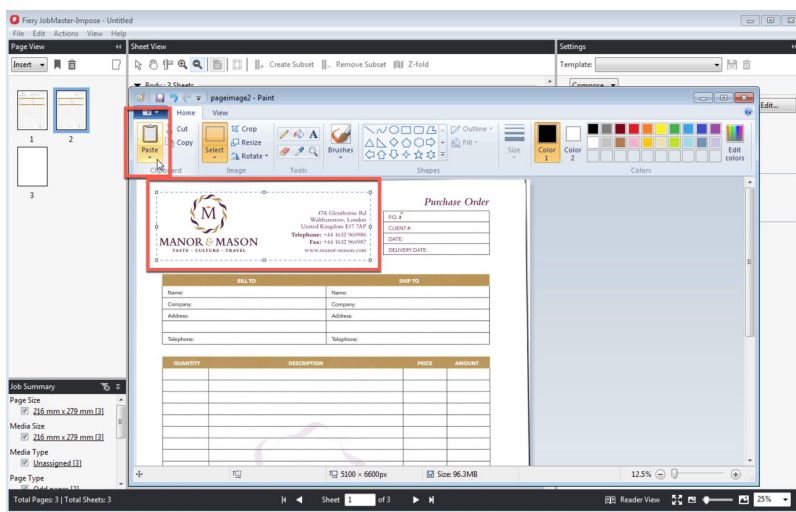 Fiery JobMaster-Impose - Untitled
File Edit Actions View Help
Page View
Sheet View
Settings
Insert
Create Subset
Remove Subset
Z-fold
Template:
Body : 3 Sheets
Compose
pageimage2 - Paint
Edit...
Home
View
Paste
Cut
Copy
Clipboard
Select
Crop
Resize
Rotate
Image
A
Tools
Brushes
Shapes
Outline
Fill
Size
Color 1
Color 2
Edit colors
Colors
1
2
3
M
MANOR & MASON
TASTE - CULTURE - TRAVEL
47A Glenthorne Rd
Walthamstow, London
United Kingdom E17 7AP
Telephone: +44 1632 960986
Fax: +44 1632 960987
www.manor-mason.com
Purchase Order
P.O. #
CLIENT #:
DATE:
DELIVERY DATE:
BILL TO
SHIP TO
Name:
Name:
Company:
Company:
Address:
Address:
Telephone:
Telephone:
QUANTITY
DESCRIPTION
PRICE
AMOUNT
Job Summary
Page Size
216 mm x 279 mm [3]
Media Size
216 mm x 279 mm [3]
Media Type
Unassigned [3]
Page Type
5100 × 6600px
Size: 96.3MB
12.5%
Total Pages: 3 | Total Sheets: 3
Sheet 1 of 3
Reader View
25%